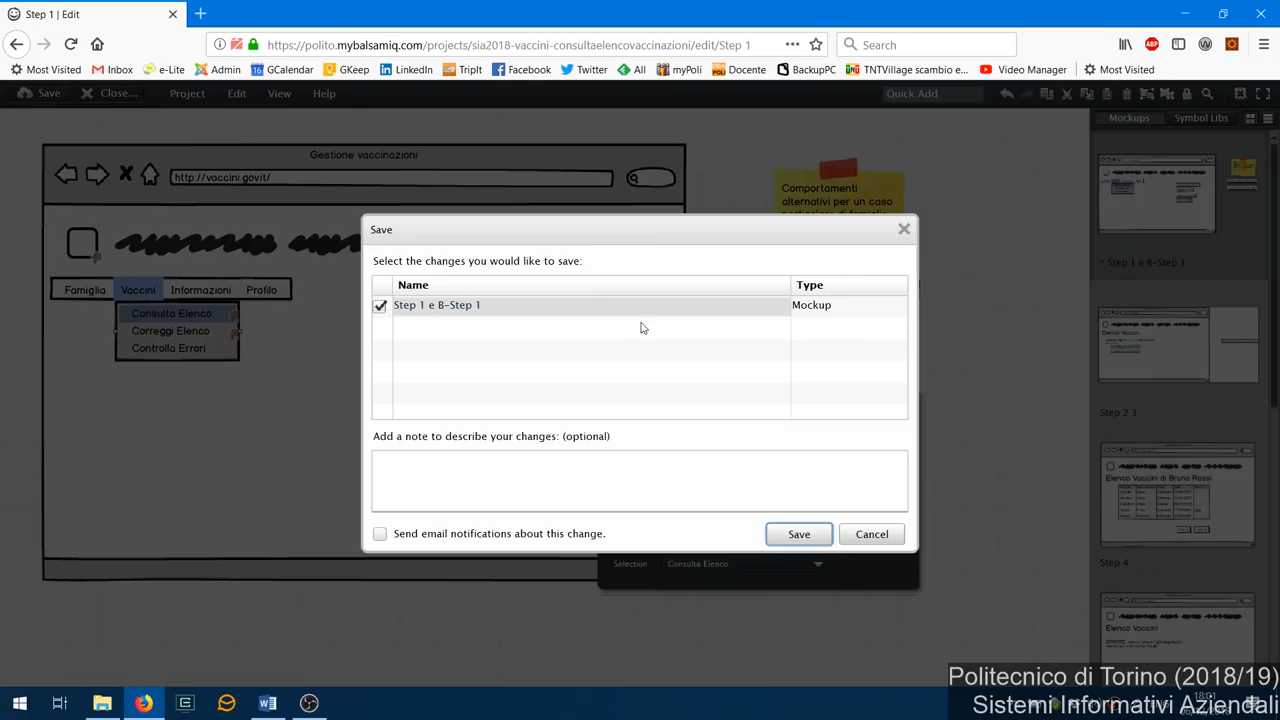 Step 1 | Edit
https://polito.mybalsamiq.com/projects/sia2018-vaccini-consultaelencovaccinazioni/edit/Step 1
Search
Most Visited
Inbox
e-Lite
Admin
GCalendar
GKeep
LinkedIn
TripIt
Facebook
Twitter
All
myPoli
Docente
BackupPC
TNTVillage scambio e...
Video Manager
Most Visited
Save
Close...
Project
Edit
View
Help
Quick Add
Mockups
Symbol Libs
Gestione vaccinazioni
http://vaccini.gov.it/
Comportamenti
alternativi per un caso
Famiglia
Vaccini
Informazioni
Profilo
Consulta Elenco
Correggi Elenco
Controlla Errori
Save
Select the changes you would like to save:
Name
Type
Step 1 e B-Step 1
Mockup
Add a note to describe your changes: (optional)
Send email notifications about this change.
Save
Cancel
Selection
Consulta Elenco
* Step 1 e B-Step 1
Step 2 3
Elenco Vaccini di Bruna Rossi
Step 4
Elenco Vaccini
Politecnico di Torino (2018/19)
18:01
Sistemi Informativi Aziendali